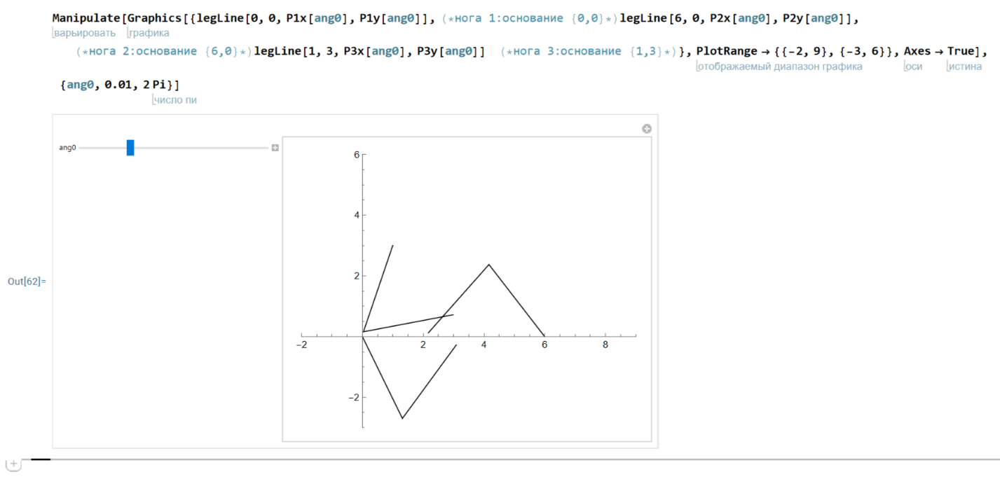 Manipulate[Graphics[{legLine[0, 0, P1x[ang0], P1y[ang0]], (*нога 1:основание {0,0}*)legLine[6, 0, P2x[ang0], P2y[ang0]],
варьировать графика
(*нога 2:основание {6,0}*)legLine[1, 3, P3x[ang0], P3y[ang0]] (*нога 3:основание {1,3}*)}, PlotRange → {{-2, 9}, {-3, 6}}, Axes → True],
отображаемый диапазон графика оси истина
{ang0, 0.01, 2 Pi}]
число пи
ang0
6
4
Out[62]=
2
-2 2 4 6 8
-2